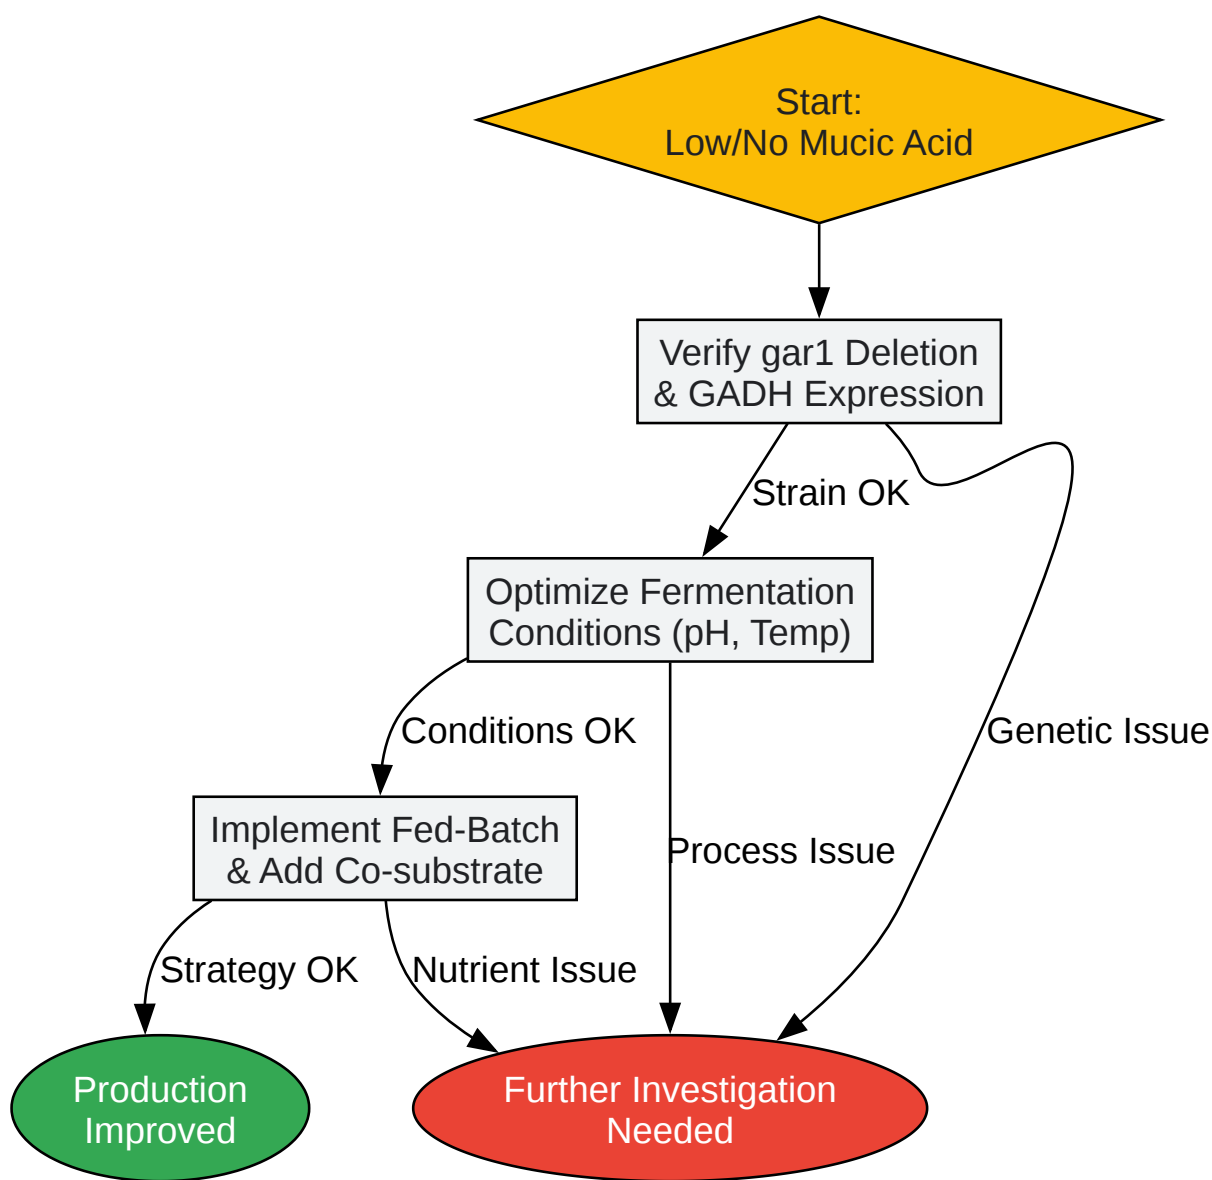 Start:
Low/No Mucic Acid
Verify gar1 Deletion
& GADH Expression
Strain OK
Optimize Fermentation
Conditions (pH, Temp)
Conditions OK
Genetic Issue
Implement Fed-Batch
& Add Co-substrate
Process Issue
Strategy OK
Nutrient Issue
Production
Improved
Further Investigation
Needed